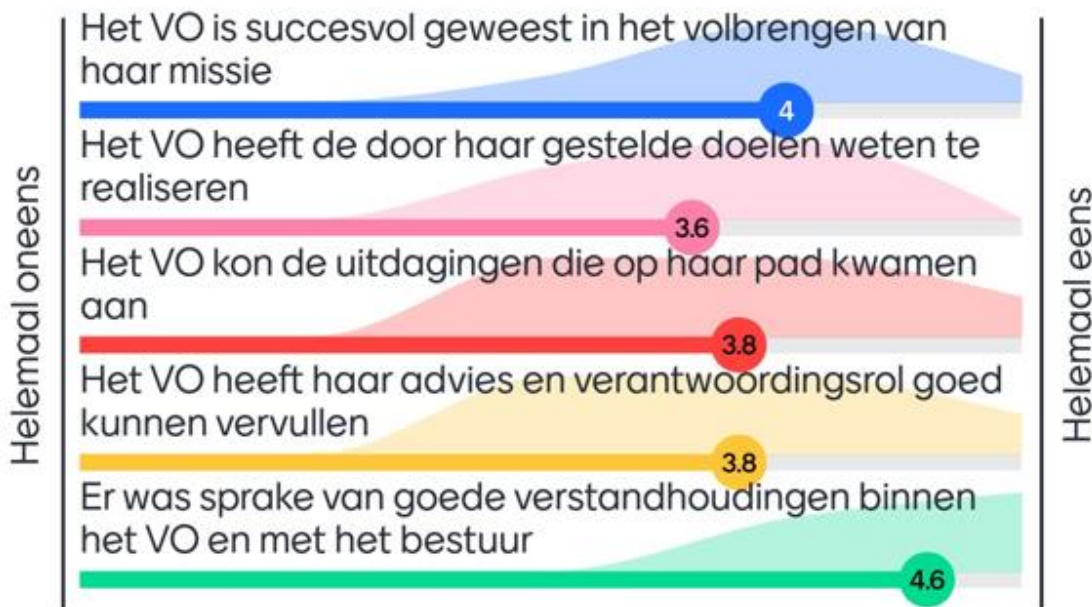 Helemaal oneens
Het VO is succesvol geweest in het volbrengen van
haar missie
4
Het VO heeft de door haar gestelde doelen weten te
realiseren
3.6
Het VO kon de uitdagingen die op haar pad kwamen
aan
3.8
Het VO heeft haar advies en verantwoordingsrol goed
kunnen vervullen
3.8
Er was sprake van goede verstandhoudingen binnen
het VO en met het bestuur
4.6
Helemaal eens